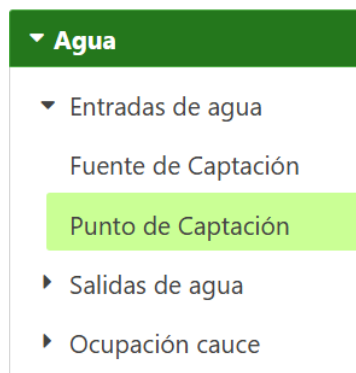 Agua
Entradas de agua
Fuente de Captación
Punto de Captación
Salidas de agua
Ocupación cauce